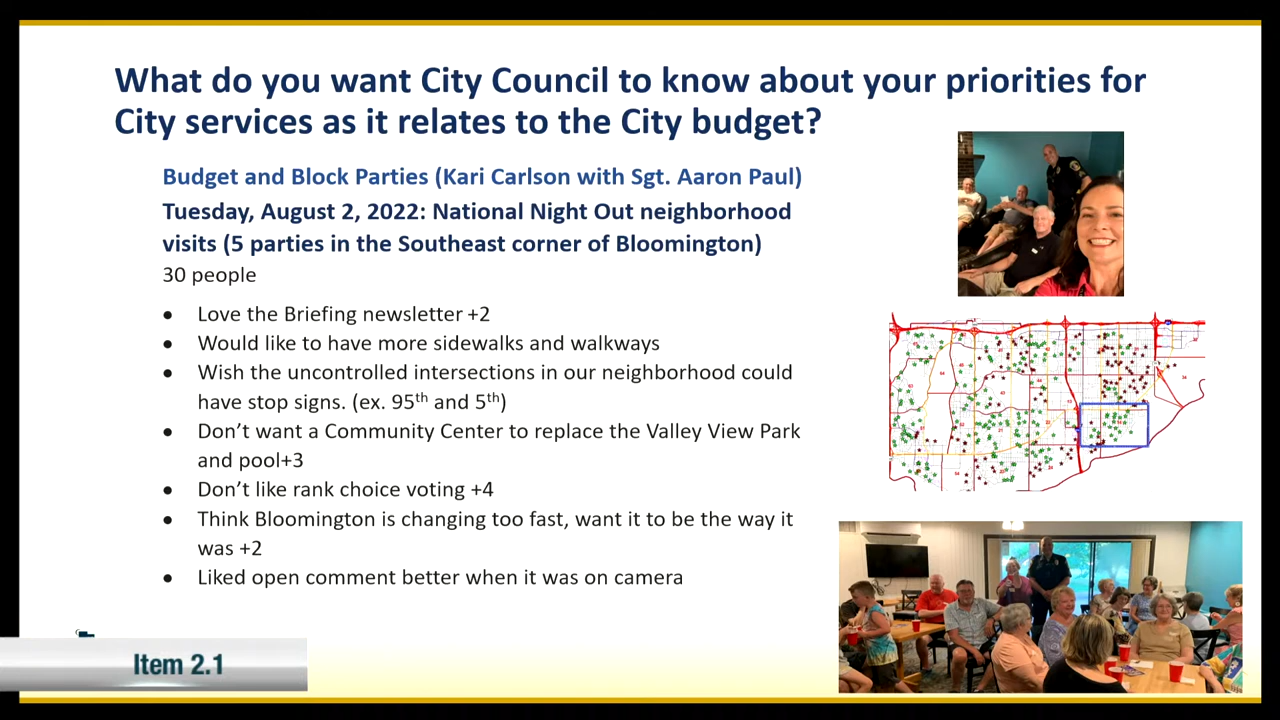 What do you want City Council to know about your priorities for
City services as it relates to the City budget?
Budget and Block Parties (Kari Carlson with Sgt. Aaron Paul)
Tuesday, August 2, 2022: National Night Out neighborhood
visits (5 parties in the Southeast corner of Bloomington)
30 people
• Love the Briefing newsletter +2
• Would like to have more sidewalks and walkways
• Wish the uncontrolled intersections in our neighborhood could
have stop signs. (ex. 95th and 5th)
• Don’t want a Community Center to replace the Valley View Park
and pool+3
• Don’t like rank choice voting +4
• Think Bloomington is changing too fast, want it to be the way it
was +2
• Liked open comment better when it was on camera
Item 2.1